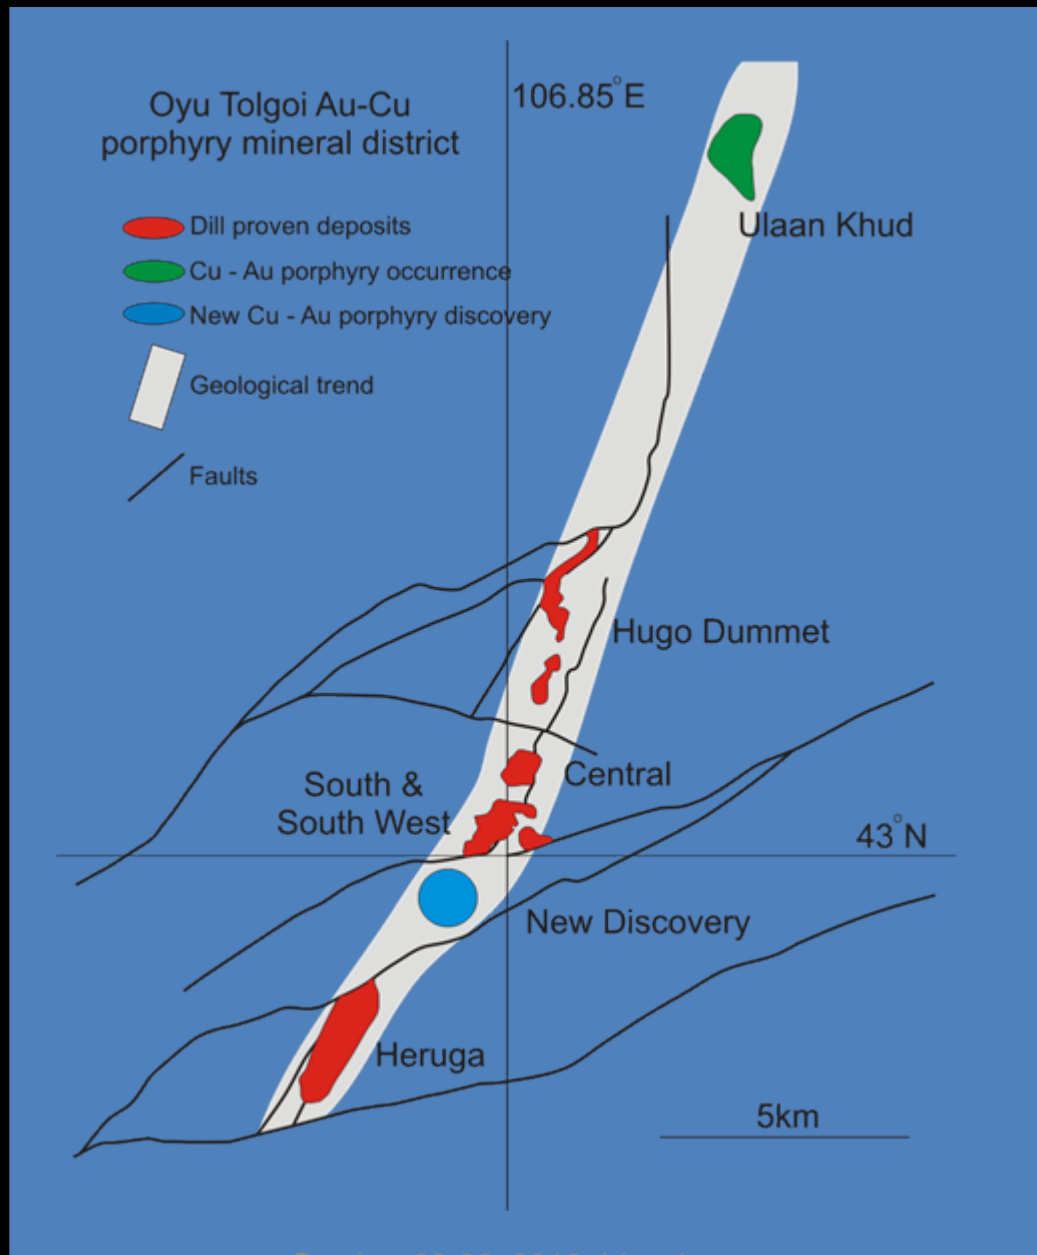 Oyu Tolgoi Au-Cu
porphyry mineral district
106.85°E
Dill proven deposits
Cu - Au porphyry occurrence
New Cu - Au porphyry discovery
Geological trend
Faults
Ulaan Khud
Hugo Dummet
Central
South &
South West
43°N
New Discovery
Heruga
5km